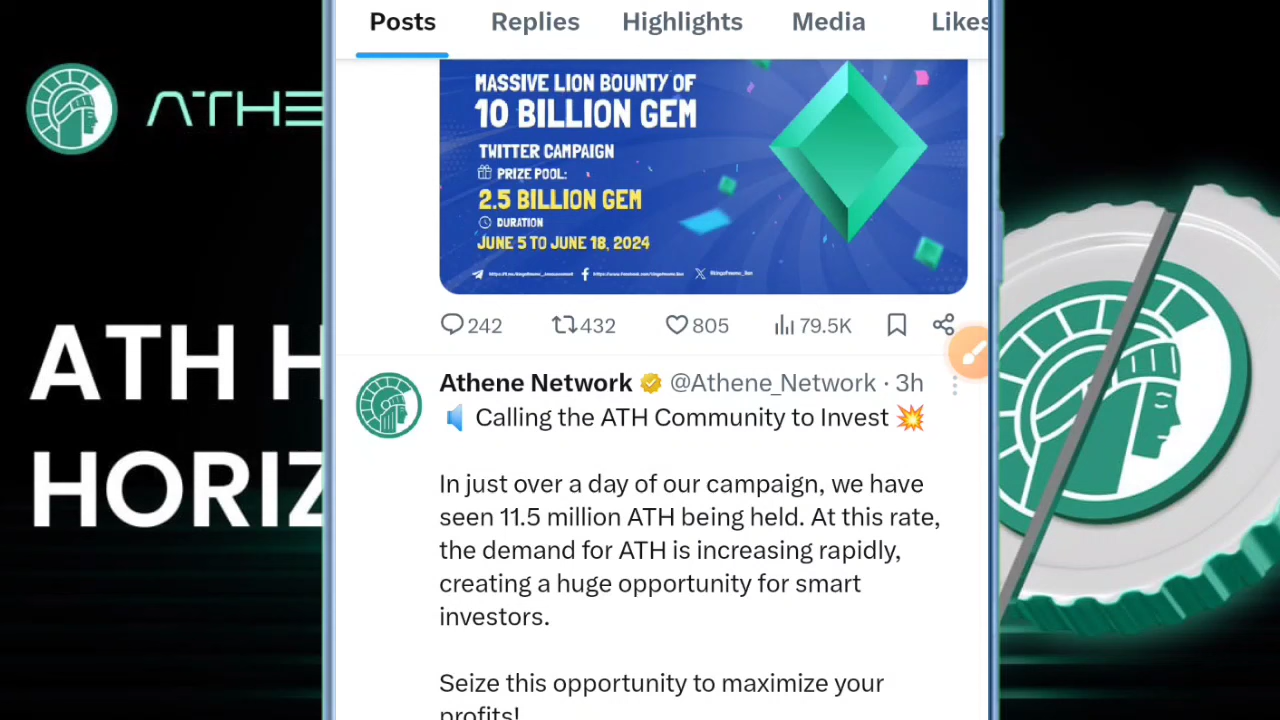 Posts Replies Highlights Media Likes
ATHE
MASSIVE LION BOUNTY OF
10 BILLION GEM
TWITTER CAMPAIGN
PRIZE POOL:
2.5 BILLION GEM
DURATION
JUNE 5 TO JUNE 18, 2024
242 432 805 79.5K
Athene Network @Athene_Network · 3h
Calling the ATH Community to Invest
In just over a day of our campaign, we have
seen 11.5 million ATH being held. At this rate,
the demand for ATH is increasing rapidly,
creating a huge opportunity for smart
investors.
Seize this opportunity to maximize your
profits!
ATH H
HORIZ